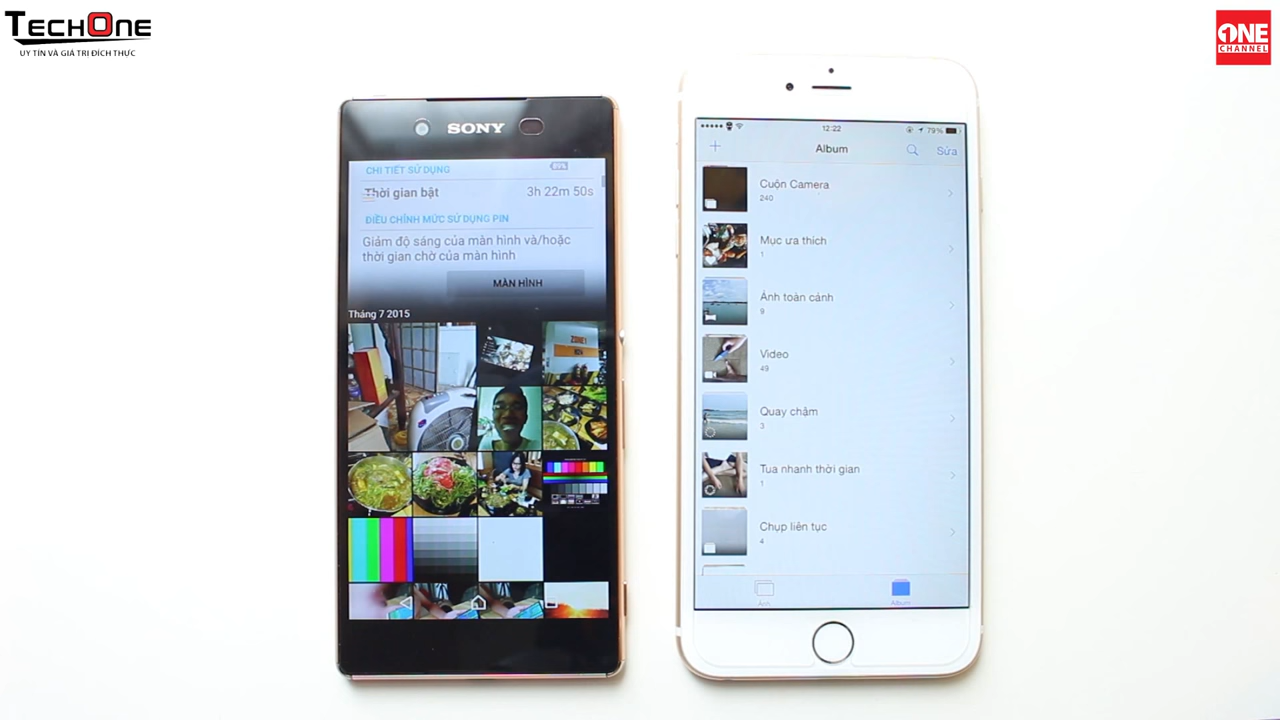 TECHONE
UY TÍN VÀ GIÁ TRỊ ĐÍCH THỰC
ONE
CHANNEL
SONY
CHI TIẾT SỬ DỤNG
Thời gian bật 3h 22m 50s
ĐIỀU CHỈNH MỨC SỬ DỤNG PIN
Giảm độ sáng của màn hình và/hoặc
thời gian chờ của màn hình
MÀN HÌNH
Tháng 7 2015
12:22 79%
Album Sửa
Cuộn Camera
240
Mục ưa thích
1
Ảnh toàn cảnh
9
Video
49
Quay chậm
3
Tua nhanh thời gian
1
Chụp liên tục
4
Ảnh Album